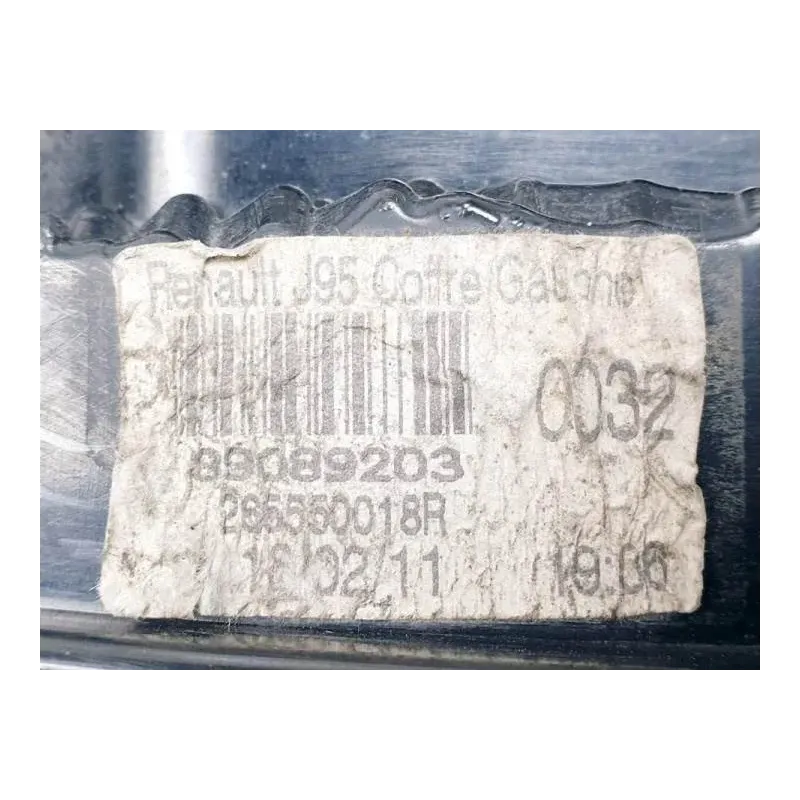 Renault J95 Coffre Gauche
0032
89089203
265550018R
16/02/11 19:06